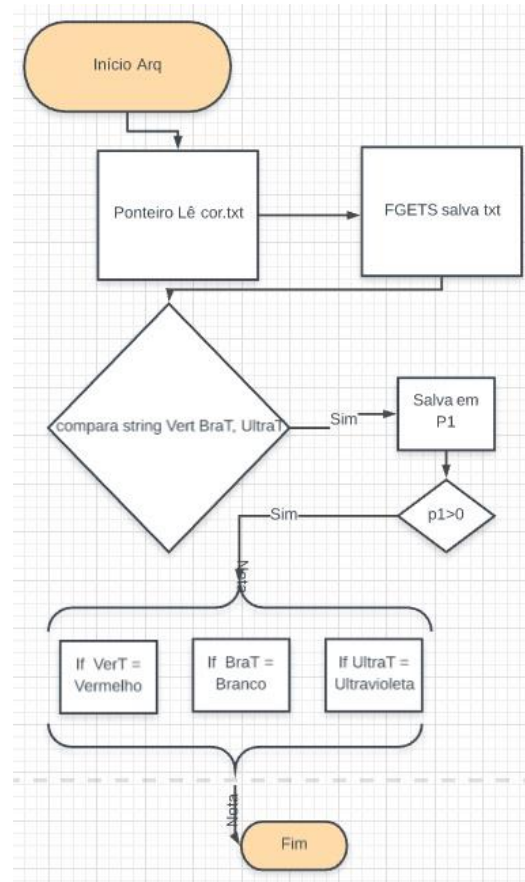 Início Arq
Ponteiro Lê cor.txt
FGETS salva txt
compara string Vert BraT, UltraT
Sim
Salva em
P1
p1>0
Sim
Nota
If VerT =
Vermelho
If BraT =
Branco
If UltraT =
Ultravioleta
Nota
Fim